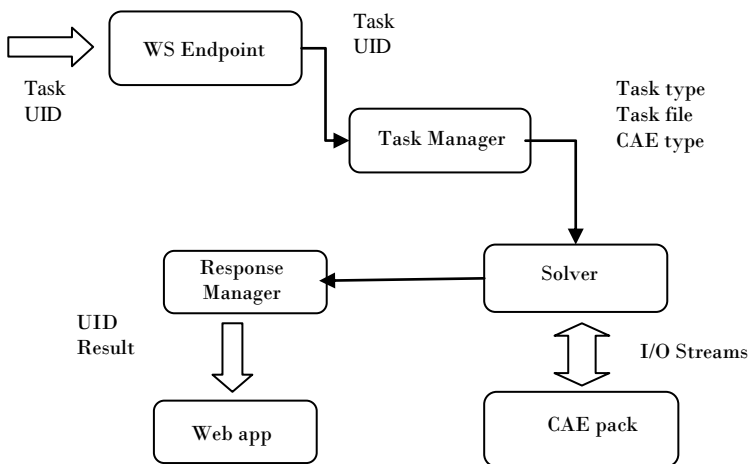 Task
UID
WS Endpoint
Task
UID
Task Manager
Task type
Task file
CAE type
Response
Manager
Solver
UID
Result
I/O Streams
Web app
CAE pack